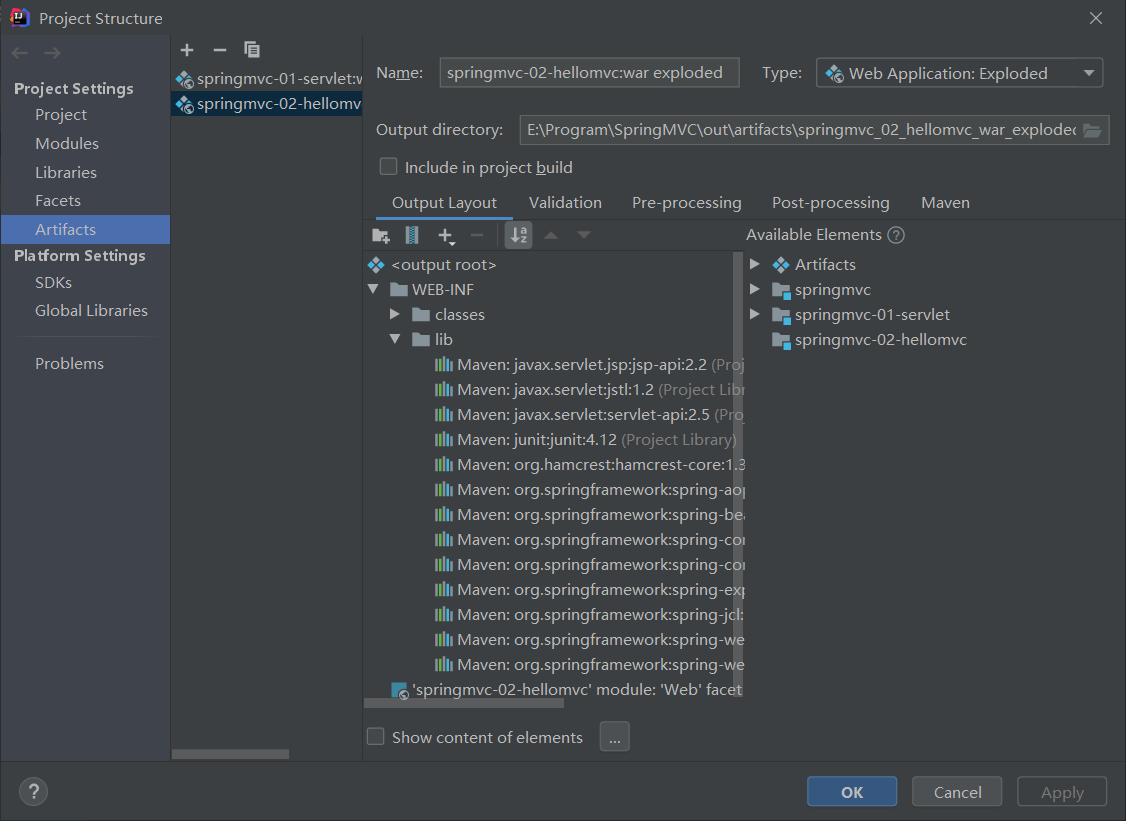 Project Structure
Project Settings
Project
Modules
Libraries
Facets
Artifacts
Platform Settings
SDKs
Global Libraries
Problems
springmvc-01-servlet:w
springmvc-02-hellomv
Name: springmvc-02-hellomvc:war exploded Type: Web Application: Exploded
Output directory: E:\Program\SpringMVC\out\artifacts\springmvc_02_hellomvc_war_exploded
Include in project build
Output Layout Validation Pre-processing Post-processing Maven
<output root>
WEB-INF
classes
lib
Maven: javax.servlet.jsp:jsp-api:2.2 (Proj
Maven: javax.servlet:jstl:1.2 (Project Libr
Maven: javax.servlet:servlet-api:2.5 (Pro
Maven: junit:junit:4.12 (Project Library)
Maven: org.hamcrest:hamcrest-core:1.3
Maven: org.springframework:spring-aop
Maven: org.springframework:spring-bea
Maven: org.springframework:spring-con
Maven: org.springframework:spring-cor
Maven: org.springframework:spring-exp
Maven: org.springframework:spring-jcl:
Maven: org.springframework:spring-we
Maven: org.springframework:spring-we
'springmvc-02-hellomvc' module: 'Web' facet
Available Elements ?
Artifacts
springmvc
springmvc-01-servlet
springmvc-02-hellomvc
Show content of elements ...
? OK Cancel Apply